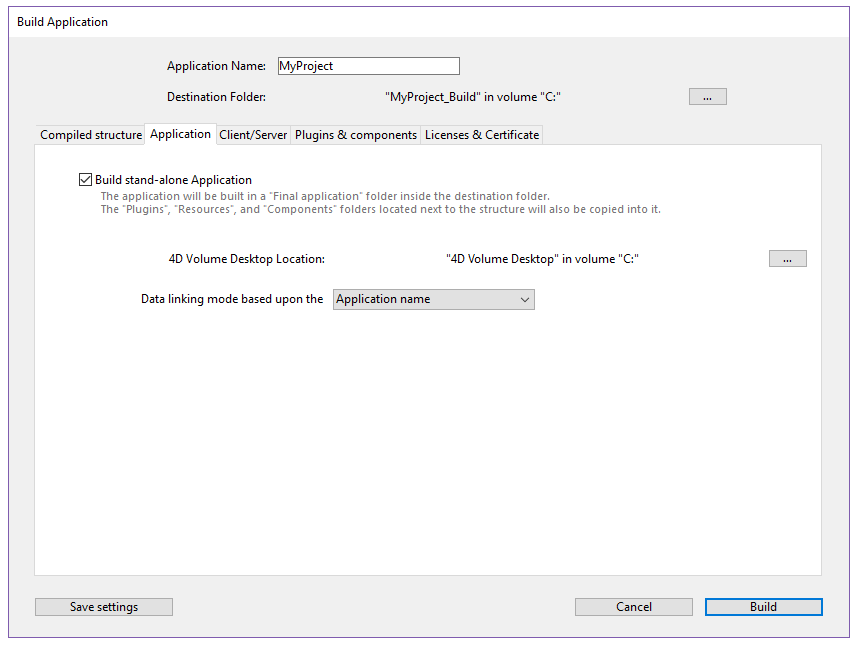 Build Application
Application Name: MyProject
Destination Folder: "MyProject_Build" in volume "C:" ...
Compiled structure Application Client/Server Plugins & components Licenses & Certificate
Build stand-alone Application
The application will be built in a "Final application" folder inside the destination folder.
The "Plugins", "Resources", and "Components" folders located next to the structure will also be copied into it.
4D Volume Desktop Location: "4D Volume Desktop" in volume "C:" ...
Data linking mode based upon the Application name
Save settings Cancel Build